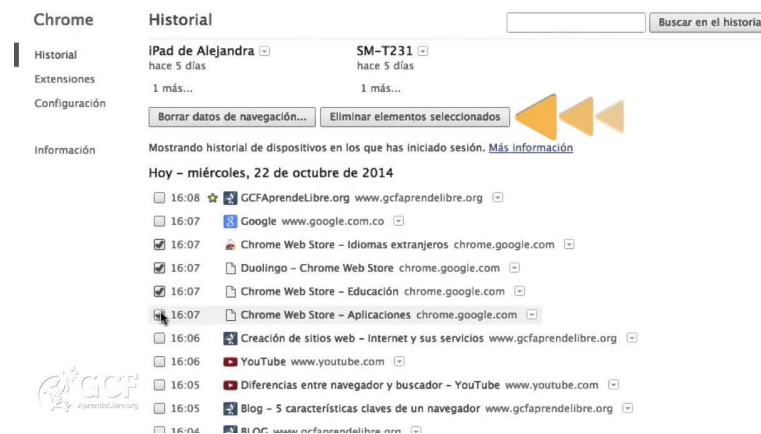 Chrome
Historial
Buscar en el historia
Historial
Extensiones
Configuración
Información
iPad de Alejandra
SM-T231
hace 5 días
hace 5 días
1 más...
1 más...
Borrar datos de navegación...
Eliminar elementos seleccionados
Mostrando historial de dispositivos en los que has iniciado sesión. Más información
Hoy - miércoles, 22 de octubre de 2014
16:08 GCFAprendeLibre.org www.gcfaprendelibre.org
16:07 Google www.google.com.co
16:07 Chrome Web Store - Idiomas extranjeros chrome.google.com
16:07 Duolingo - Chrome Web Store chrome.google.com
16:07 Chrome Web Store - Educación chrome.google.com
16:07 Chrome Web Store - Aplicaciones chrome.google.com
16:06 Creación de sitios web - Internet y sus servicios www.gcfaprendelibre.org
16:06 YouTube www.youtube.com
16:05 Diferencias entre navegador y buscador - YouTube www.youtube.com
16:05 Blog - 5 características claves de un navegador www.gcfaprendelibre.org
16:04 BLOG www.gcfaprendelibre.org
GCF
AprendeLibre.org